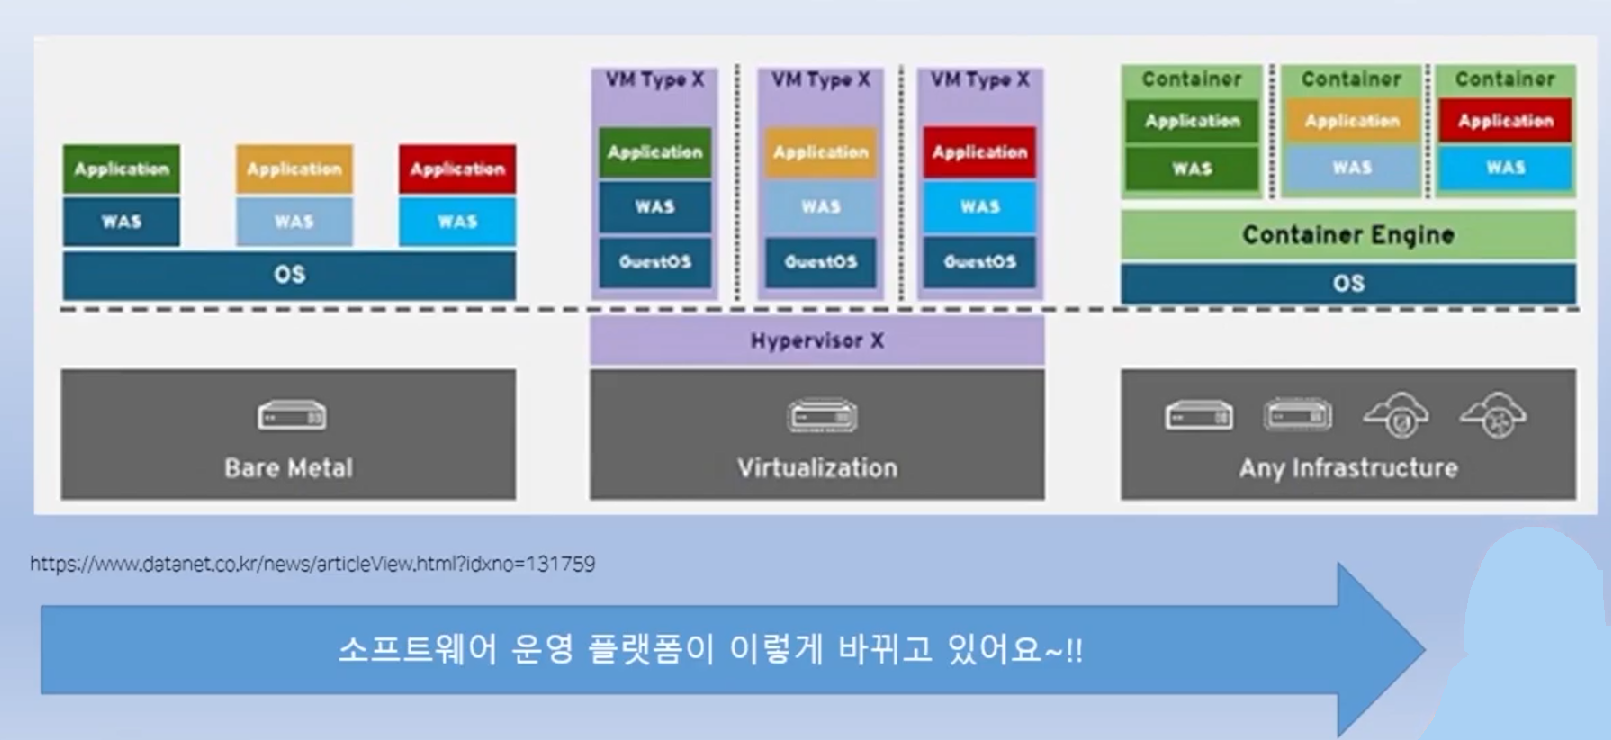 Application
WAS
Application
WAS
Application
WAS
OS
Bare Metal
VM Type X
Application
WAS
GuestOS
VM Type X
Application
WAS
GuestOS
VM Type X
Application
WAS
GuestOS
Hypervisor X
Virtualization
Container
Application
WAS
Container
Application
WAS
Container
Application
WAS
Container Engine
OS
Any Infrastructure
https://www.datanet.co.kr/news/articleView.html?idxno=131759
소프트웨어 운영 플랫폼이 이렇게 바뀌고 있어요~!!